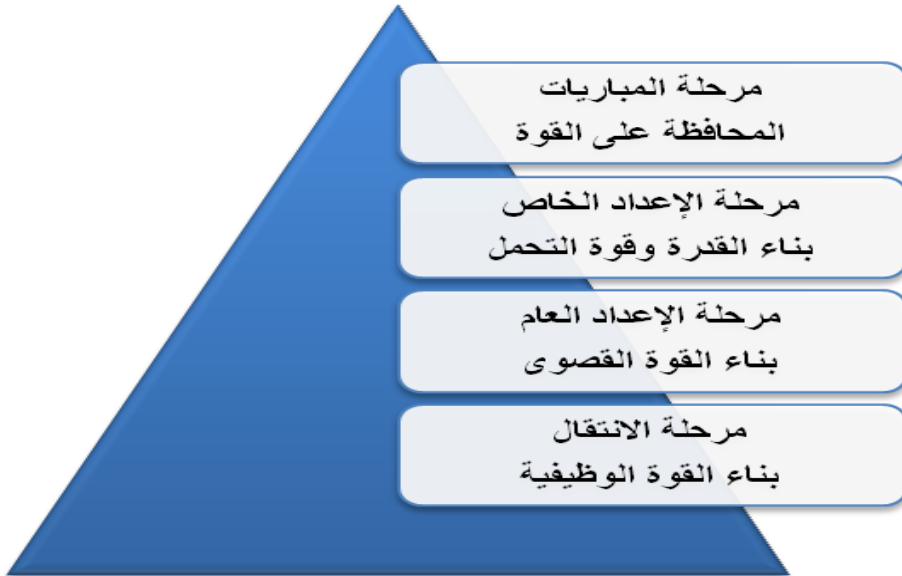 مرحلة المباريات
المحافظة على القوة
مرحلة الإعداد الخاص
بناء القدرة وقوة التحمل
مرحلة الإعداد العام
بناء القوة القصوى
مرحلة الانتقال
بناء القوة الوظيفية